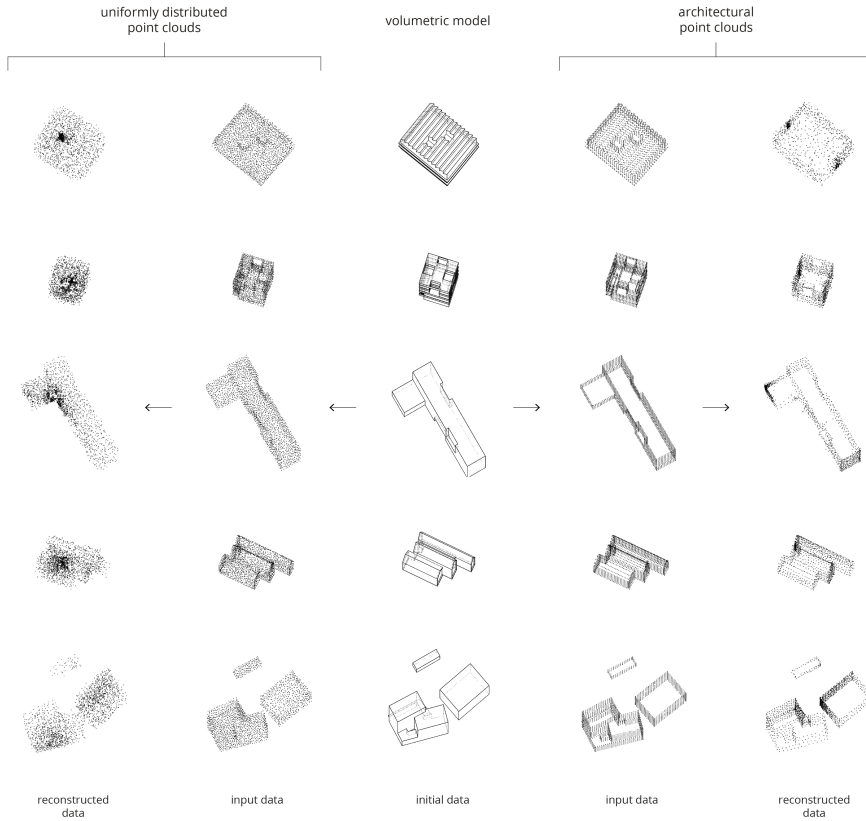 uniformly distributed
point clouds
volumetric model
architectural
point clouds
reconstructed
data
input data
initial data
input data
reconstructed
data